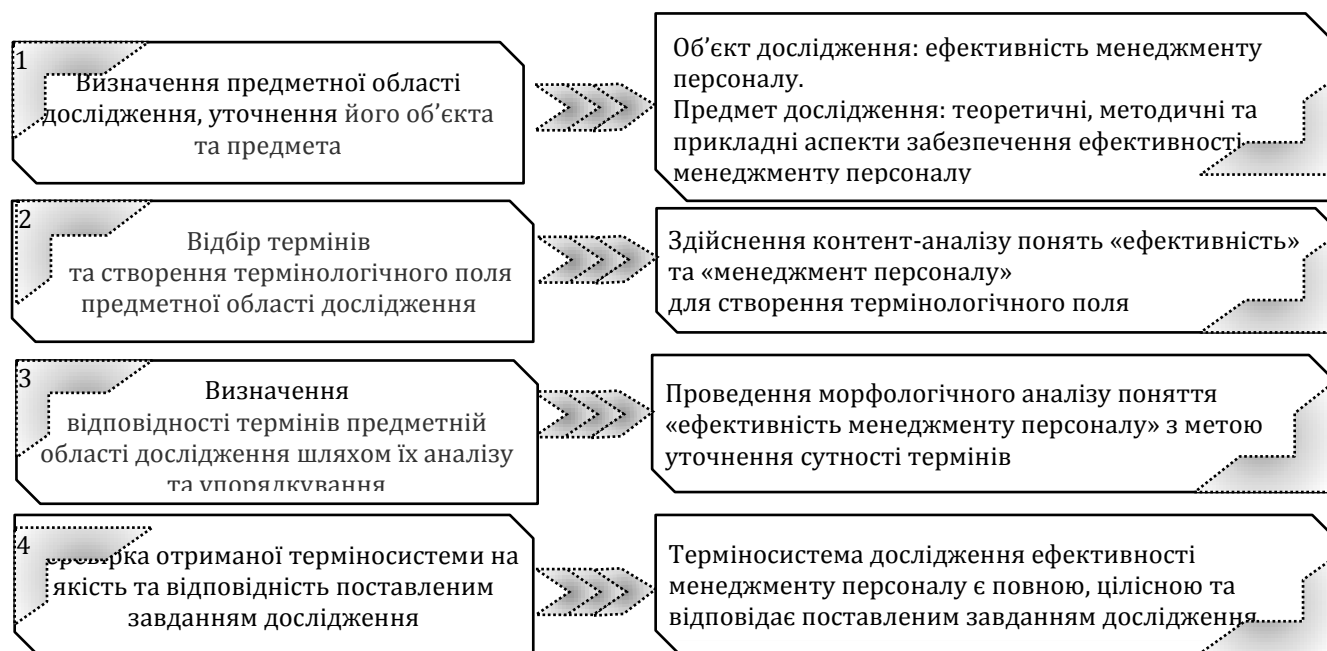 1
Визначення предметної області
дослідження, уточнення його об’єкта
та предмета
Об’єкт дослідження: ефективність менеджменту
персоналу.
Предмет дослідження: теоретичні, методичні та
прикладні аспекти забезпечення ефективності
менеджменту персоналу
2
Відбір термінів
та створення термінологічного поля
предметної області дослідження
Здійснення контент-аналізу понять «ефективність»
та «менеджмент персоналу»
для створення термінологічного поля
3
Визначення
відповідності термінів предметній
області дослідження шляхом їх аналізу
та упорядкування
Проведення морфологічного аналізу поняття
«ефективність менеджменту персоналу» з метою
уточнення сутності термінів
4
отриманої терміносистеми на
якість та відповідність поставленим
завданням дослідження
Терміносистема дослідження ефективності
менеджменту персоналу є повною, цілісною та
відповідає поставленим завданням дослідження